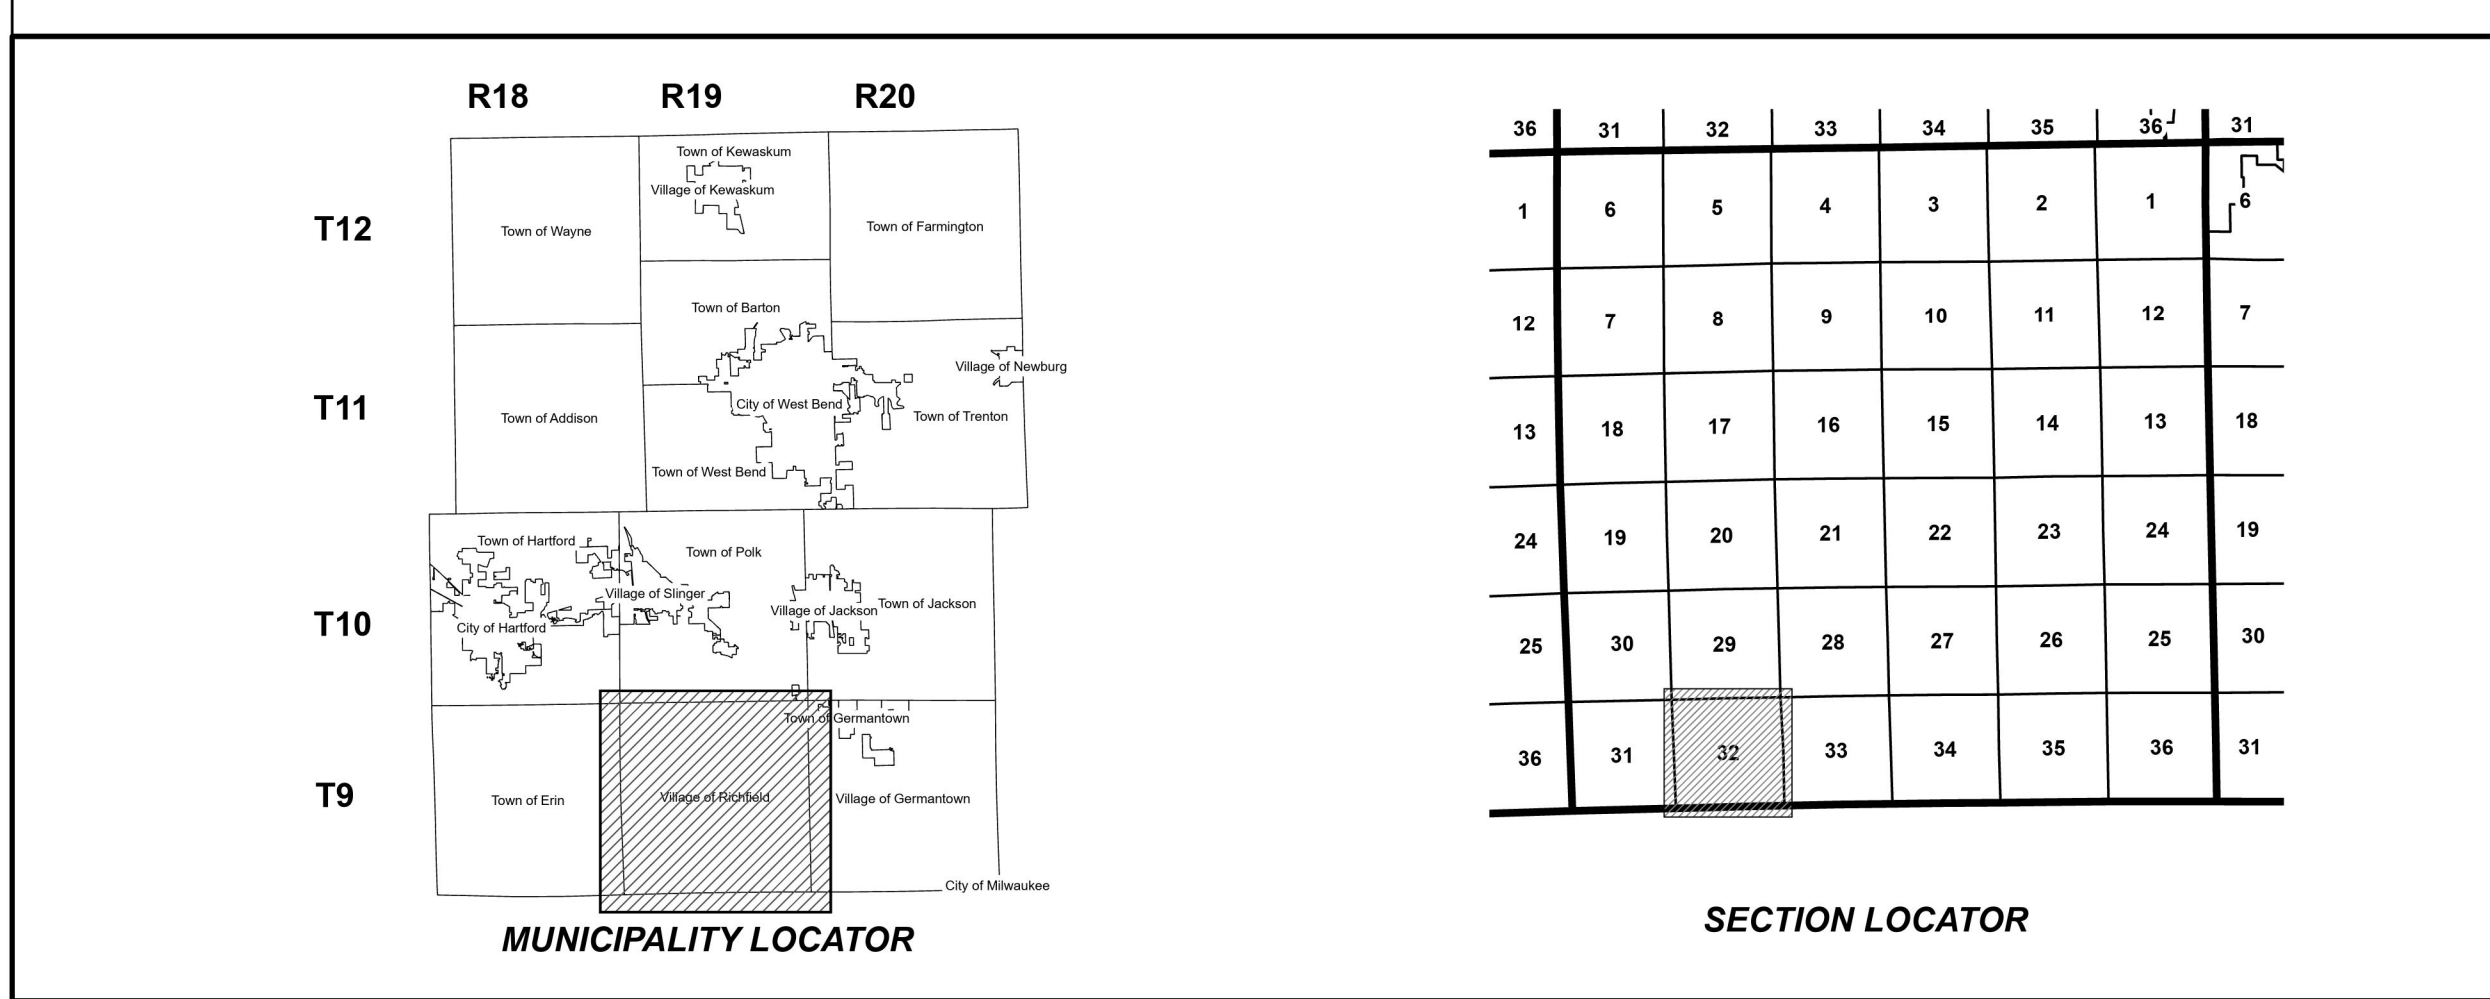 R18 R19 R20
Town of Kewaskum
Village of Kewaskum
T12
Town of Wayne
Town of Farmington
Town of Barton
Village of Newburg
T11
City of West Bend
Town of Addison
Town of Trenton
Town of West Bend
Town of Hartford
Town of Polk
Village of Slinger
Village of Jackson
Town of Jackson
T10
City of Hartford
Town of Germantown
T9
Town of Erin
Village of Richfield
Village of Germantown
City of Milwaukee
MUNICIPALITY LOCATOR
36 31 32 33 34 35 36 31
1 6 5 4 3 2 1 6
12 7 8 9 10 11 12 7
13 18 17 16 15 14 13 18
24 19 20 21 22 23 24 19
25 30 29 28 27 26 25 30
36 31 32 33 34 35 36 31
SECTION LOCATOR